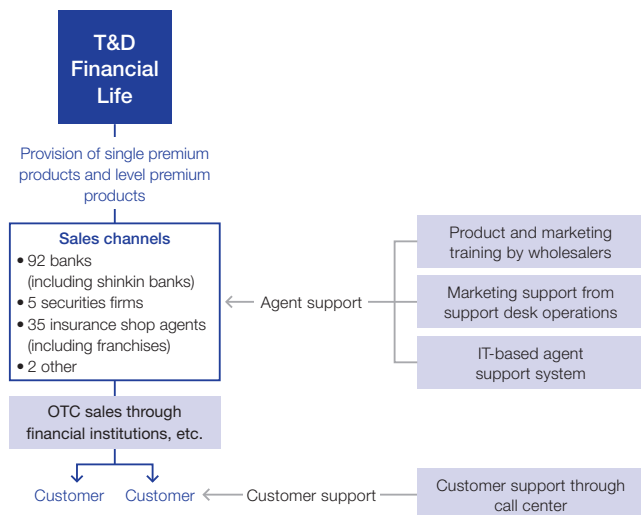 T&D
Financial
Life
Provision of single premium
products and level premium
products
Sales channels
• 92 banks
(including shinkin banks)
• 5 securities firms
• 35 insurance shop agents
(including franchises)
• 2 other
Agent support
Product and marketing
training by wholesalers
Marketing support from
support desk operations
IT-based agent
support system
OTC sales through
financial institutions, etc.
Customer
Customer
Customer support
Customer support through
call center